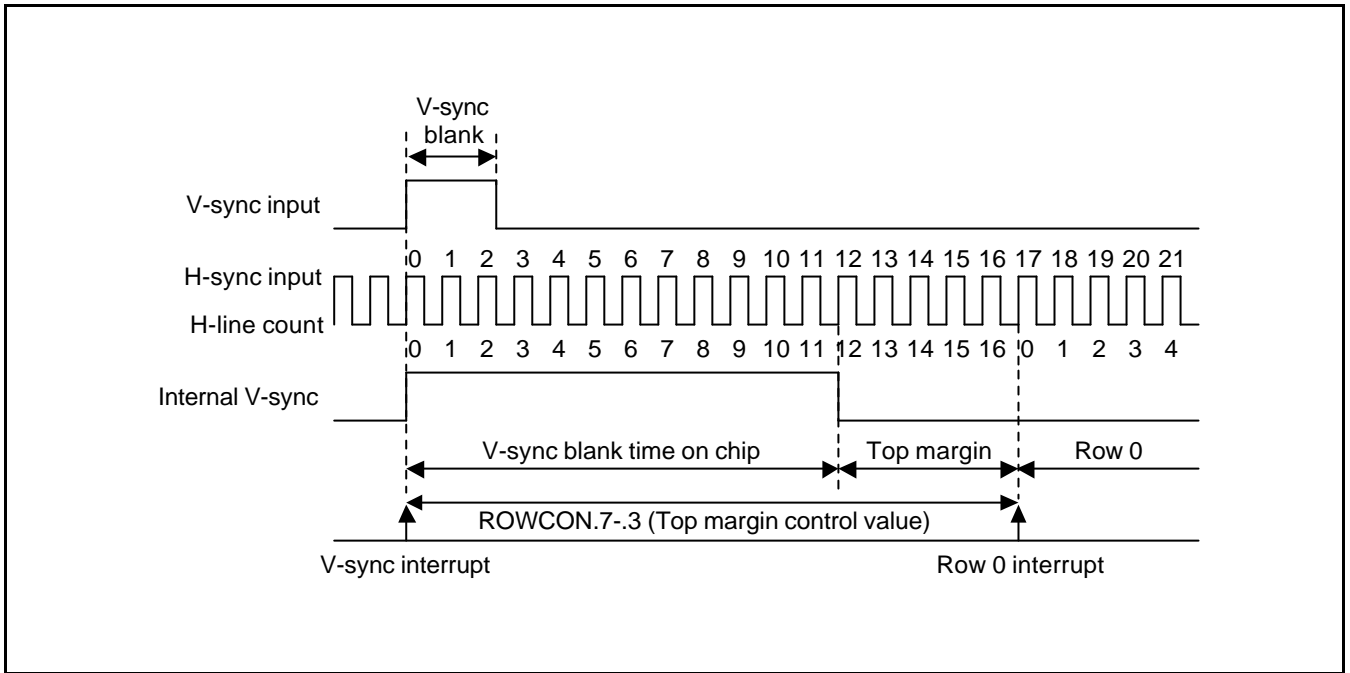 V-sync
blank
V-sync input
0 1 2 3 4 5 6 7 8 9 10 11 12 13 14 15 16 17 18 19 20 21
H-sync input
H-line count
0 1 2 3 4 5 6 7 8 9 10 11 12 13 14 15 16 0 1 2 3 4
Internal V-sync
V-sync blank time on chip Top margin Row 0
ROWCON.7-.3 (Top margin control value)
V-sync interrupt Row 0 interrupt